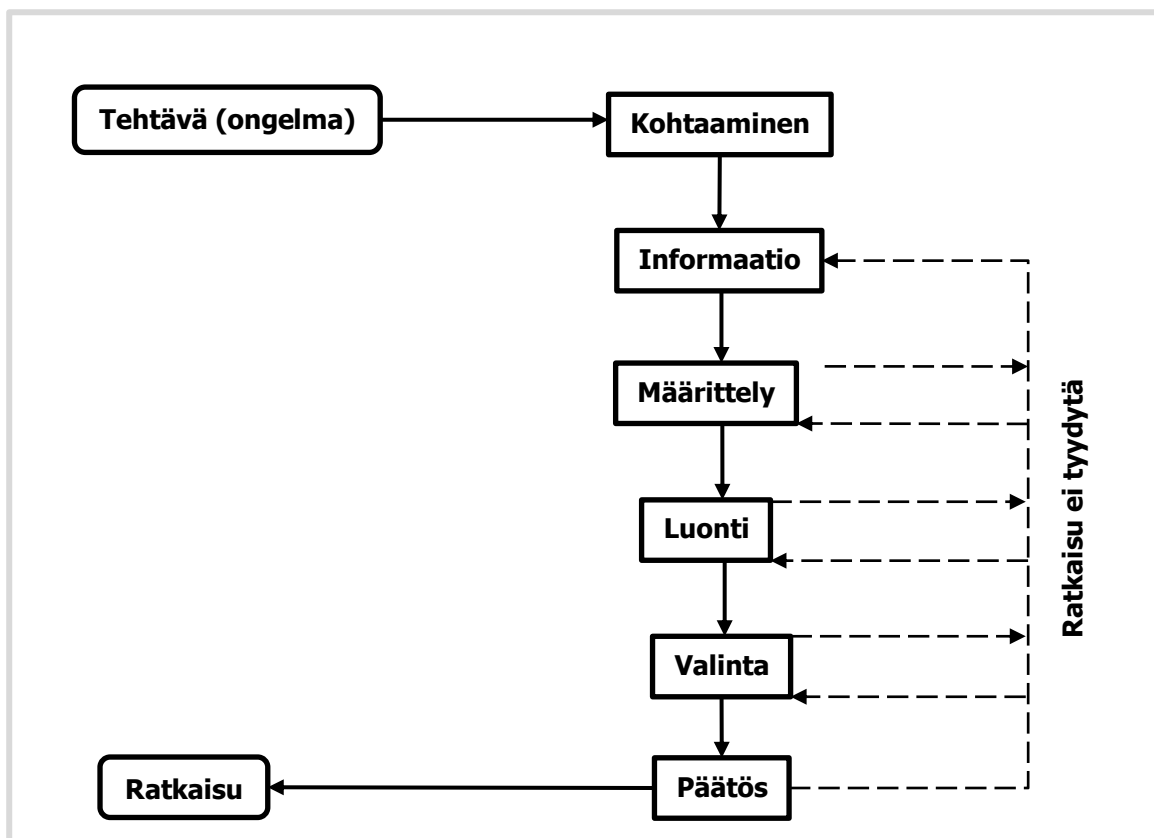 Tehtävä (ongelma)
Kohtaaminen
Informaatio
Määrittely
Luonti
Valinta
Päätös
Ratkaisu
Ratkaisu ei tyydytä